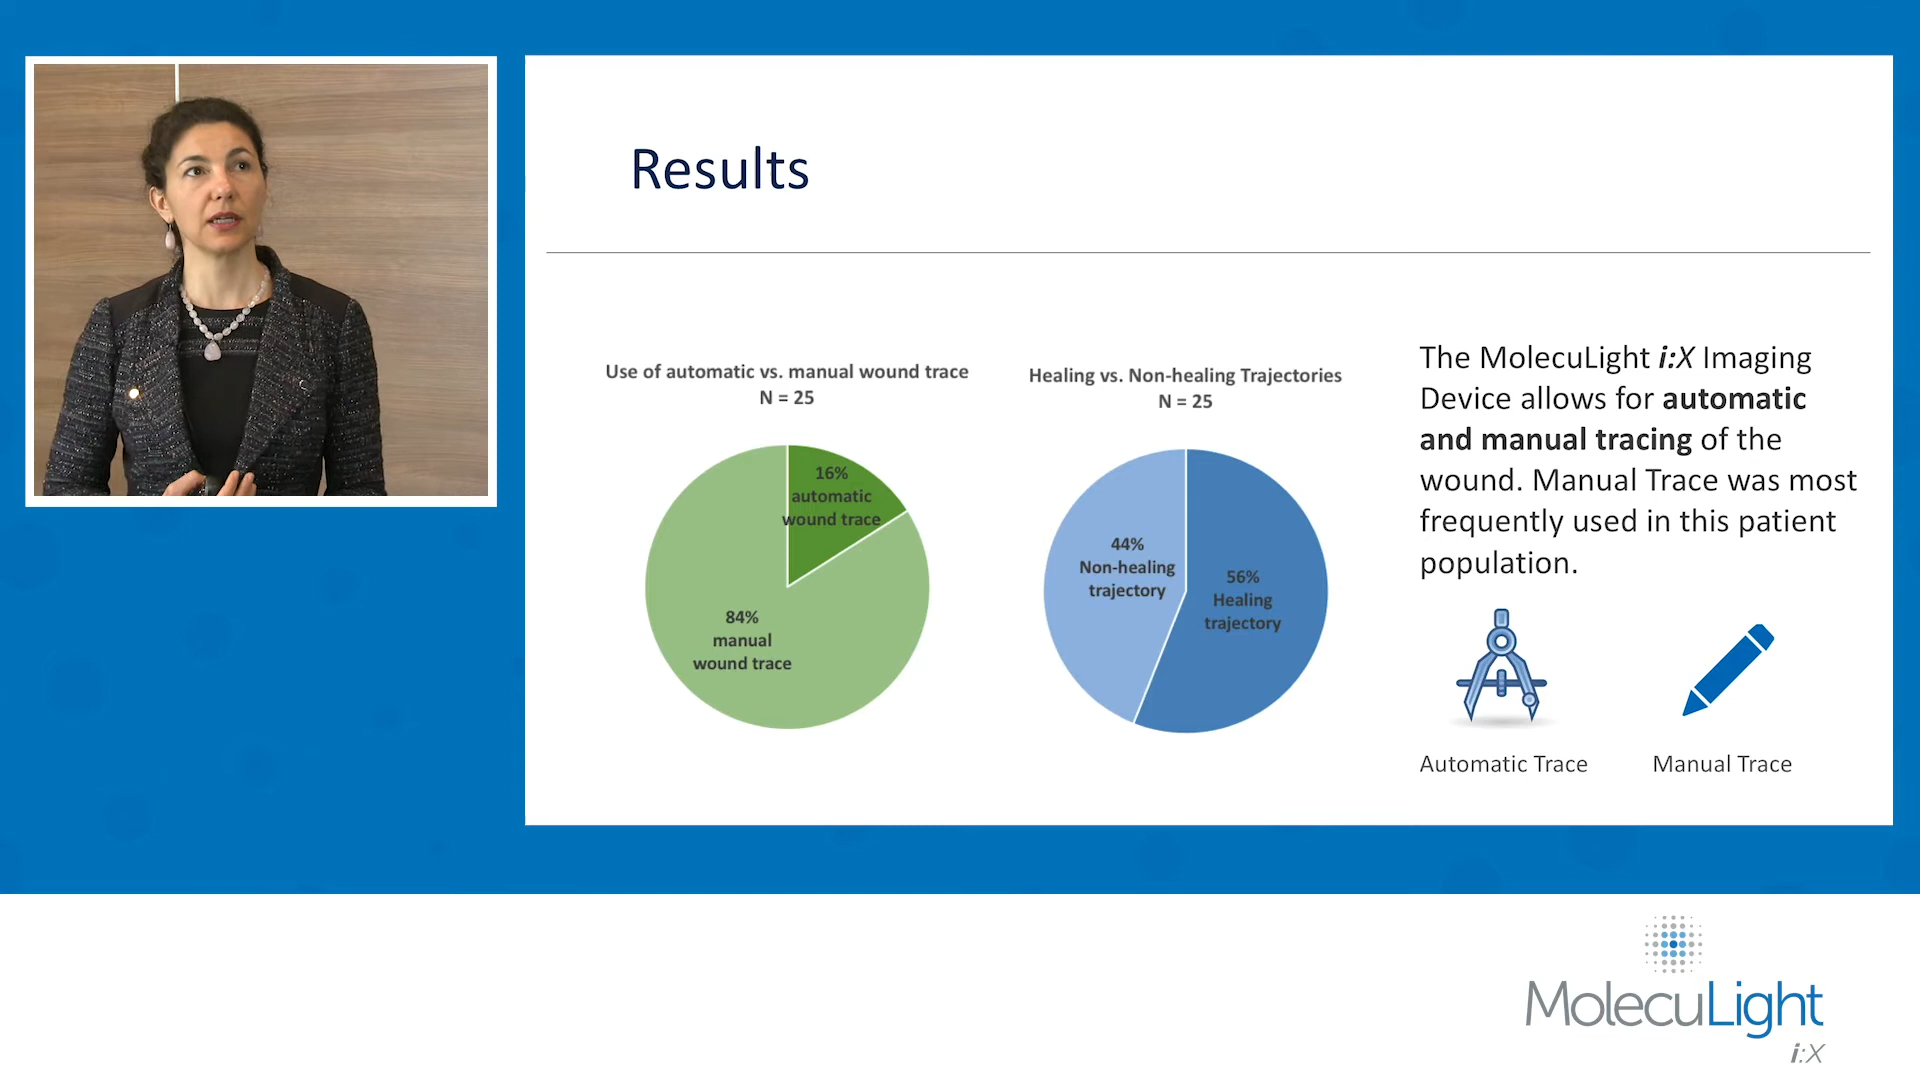 Results
Use of automatic vs. manual wound trace
N = 25
16%
automatic
wound trace
84%
manual
wound trace
Healing vs. Non-healing Trajectories
N = 25
44%
Non-healing
trajectory
56%
Healing
trajectory
The MolecuLight i:X Imaging
Device allows for automatic
and manual tracing of the
wound. Manual Trace was most
frequently used in this patient
population.
Automatic Trace
Manual Trace
MolecuLight
i:X